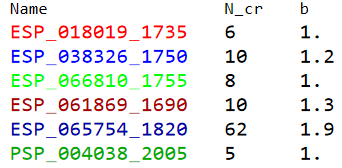 Name N_cr b
ESP_018019_1735 6 1.
ESP_038326_1750 10 1.2
ESP_066810_1755 8 1.
ESP_061869_1690 10 1.3
ESP_065754_1820 62 1.9
PSP_004038_2005 5 1.